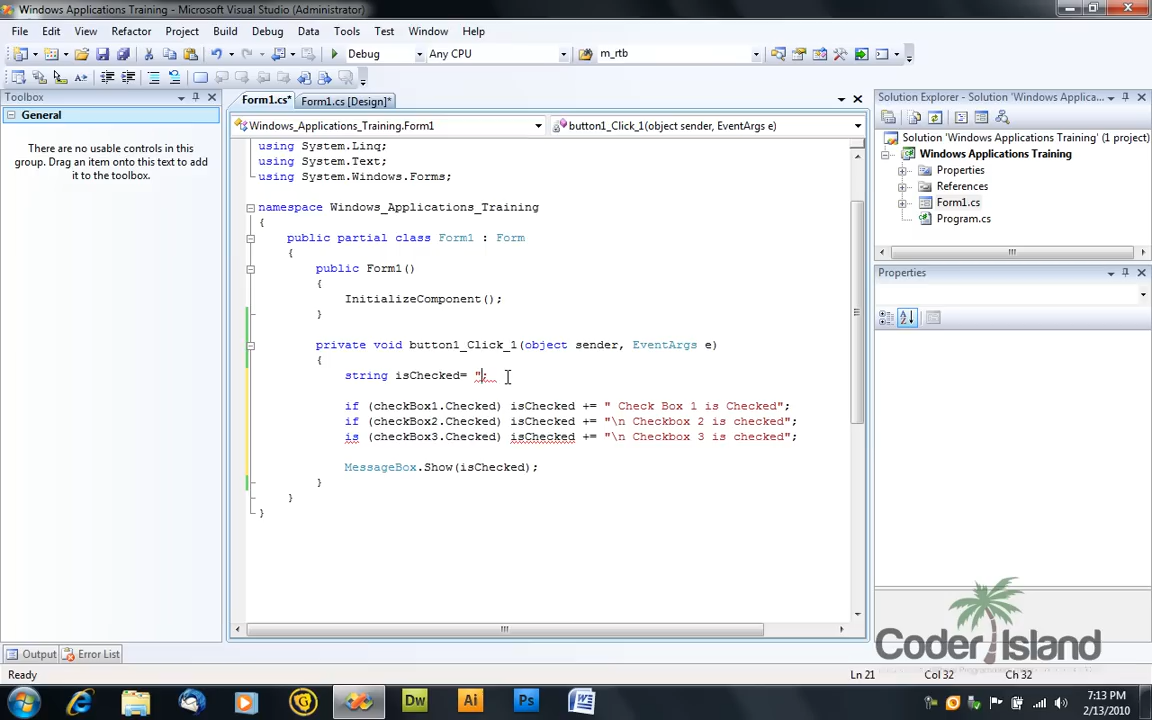 Windows Applications Training - Microsoft Visual Studio (Administrator)
File Edit View Refactor Project Build Debug Data Tools Test Window Help
Debug Any CPU m_rtb
Toolbox
General
There are no usable controls in this
group. Drag an item onto this text to add
it to the toolbox.
Form1.cs* Form1.cs [Design]*
Windows_Applications_Training.Form1 button1_Click_1(object sender, EventArgs e)
using System.Linq;
using System.Text;
using System.Windows.Forms;
namespace Windows_Applications_Training
{
public partial class Form1 : Form
{
public Form1()
{
InitializeComponent();
}
private void button1_Click_1(object sender, EventArgs e)
{
string isChecked= ";
if (checkBox1.Checked) isChecked += " Check Box 1 is Checked";
if (checkBox2.Checked) isChecked += "\n Checkbox 2 is checked";
is (checkBox3.Checked) isChecked += "\n Checkbox 3 is checked";
MessageBox.Show(isChecked);
}
}
}
Solution Explorer - Solution 'Windows Applica...
Solution 'Windows Applications Training' (1 project)
Windows Applications Training
Properties
References
Form1.cs
Program.cs
Properties
Coder Island
Output Error List
Ready Ln 21 Col 32 Ch 32
Dw Ai Ps
7:13 PM
2/13/2010